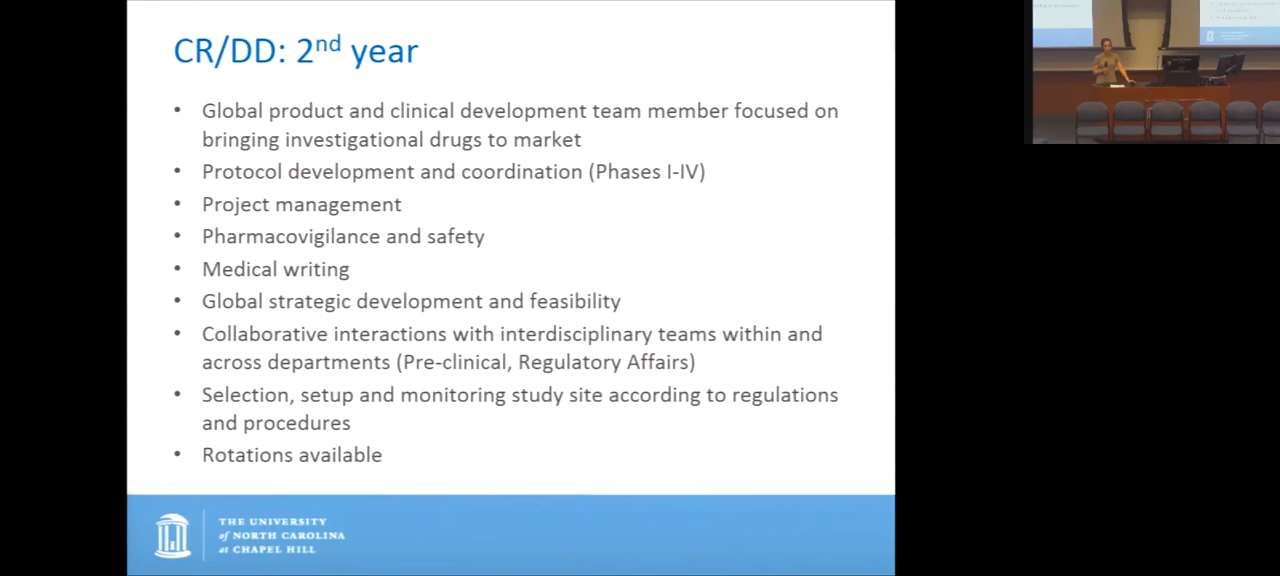 CR/DD: 2nd year
• Global product and clinical development team member focused on
bringing investigational drugs to market
• Protocol development and coordination (Phases I-IV)
• Project management
• Pharmacovigilance and safety
• Medical writing
• Global strategic development and feasibility
• Collaborative interactions with interdisciplinary teams within and
across departments (Pre-clinical, Regulatory Affairs)
• Selection, setup and monitoring study site according to regulations
and procedures
• Rotations available
THE UNIVERSITY
of NORTH CAROLINA
at CHAPEL HILL